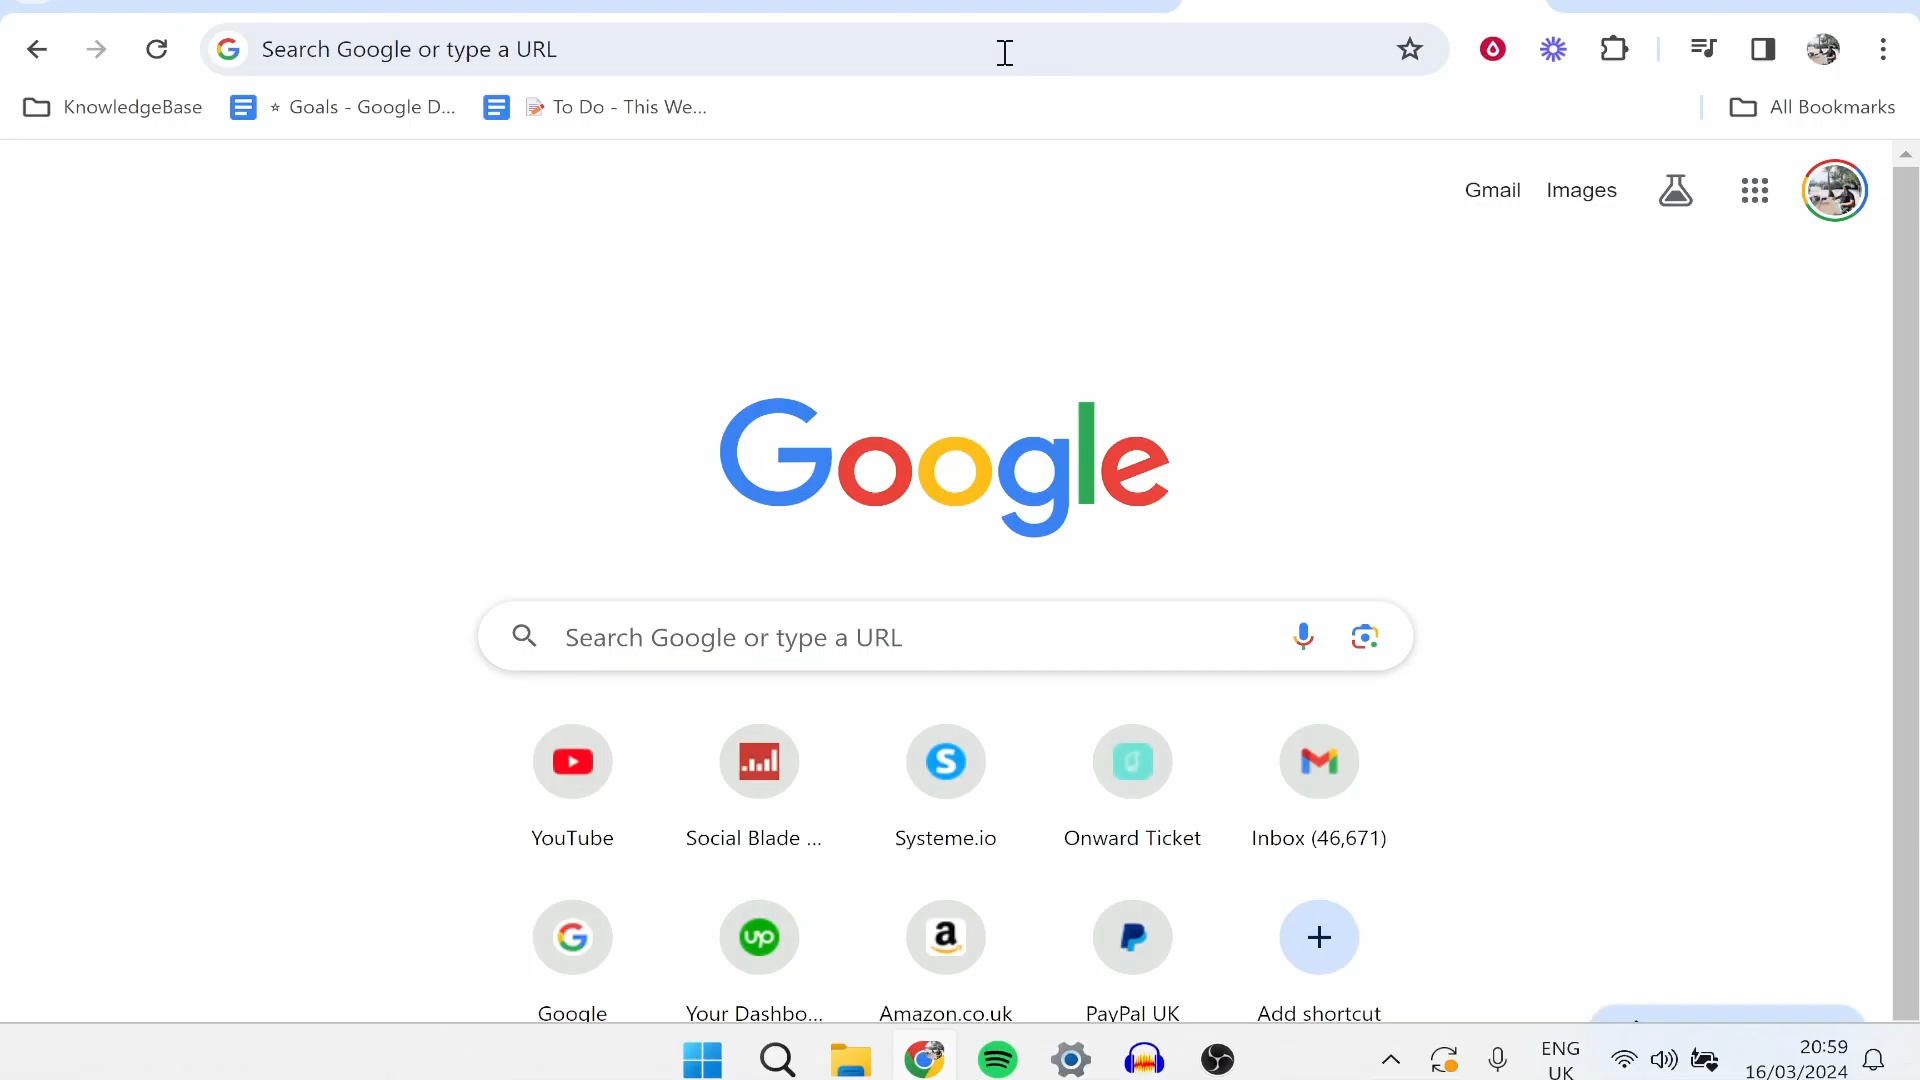 Search Google or type a URL
KnowledgeBase
⭐ Goals - Google D...
📝 To Do - This We...
All Bookmarks
Gmail
Images
Google
Search Google or type a URL
YouTube
Social Blade ...
Systeme.io
Onward Ticket
Inbox (46,671)
up
a
Google
Your Dashbo...
Amazon.co.uk
PayPal UK
Add shortcut
ENG
UK
20:59
16/03/2024